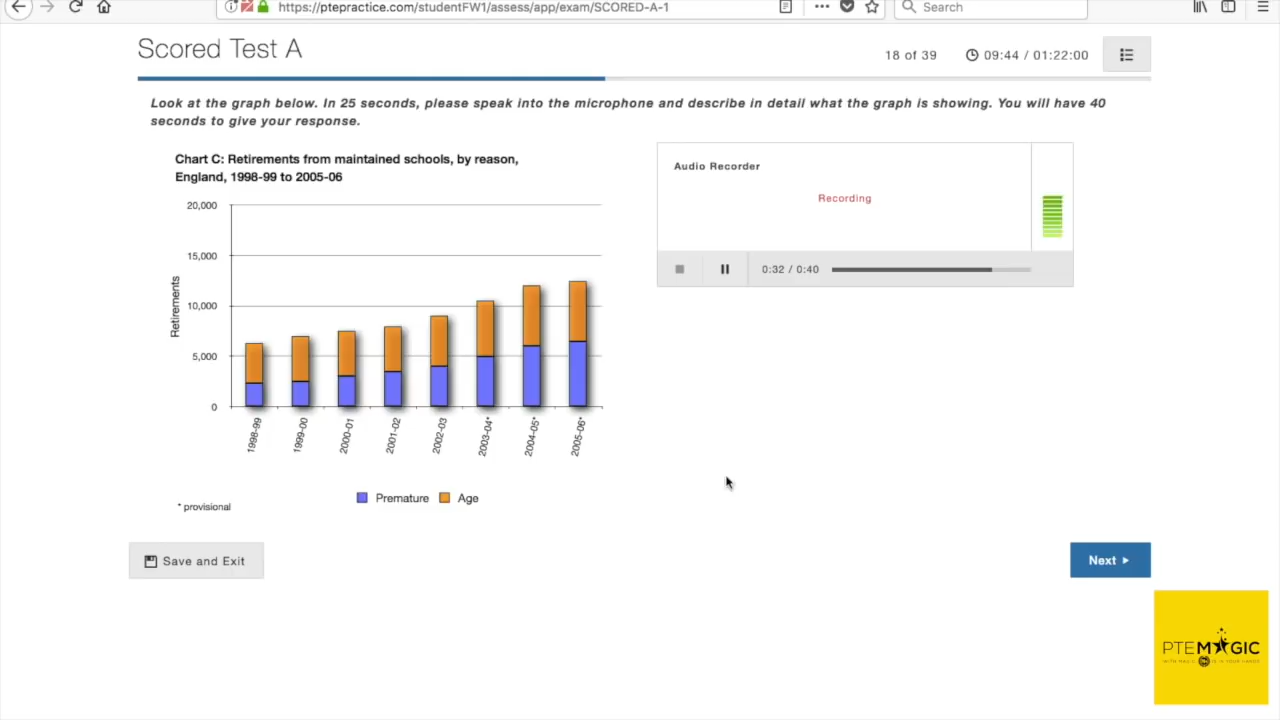 https://ptepractice.com/studentFW1/assess/app/exam/SCORED-A-1
Search
Scored Test A
18 of 39
09:44 / 01:22:00
Look at the graph below. In 25 seconds, please speak into the microphone and describe in detail what the graph is showing. You will have 40
seconds to give your response.
Chart C: Retirements from maintained schools, by reason,
England, 1998-99 to 2005-06
20,000
15,000
10,000
5,000
0
Retirements
1998-99
1999-00
2000-01
2001-02
2002-03
2003-04*
2004-05*
2005-06*
Premature
Age
* provisional
Audio Recorder
Recording
0:32 / 0:40
Save and Exit
Next
PTEMAGIC